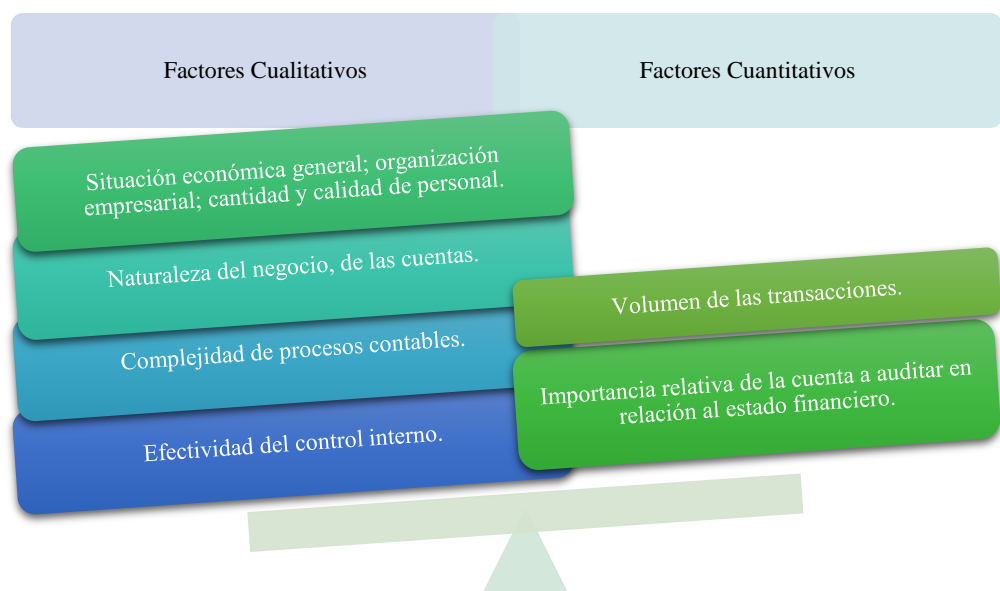 Factores Cualitativos
Factores Cuantitativos
Situación económica general; organización
empresarial; cantidad y calidad de personal.
Naturaleza del negocio, de las cuentas.
Complejidad de procesos contables.
Efectividad del control interno.
Volumen de las transacciones.
Importancia relativa de la cuenta a auditar en
relación al estado financiero.